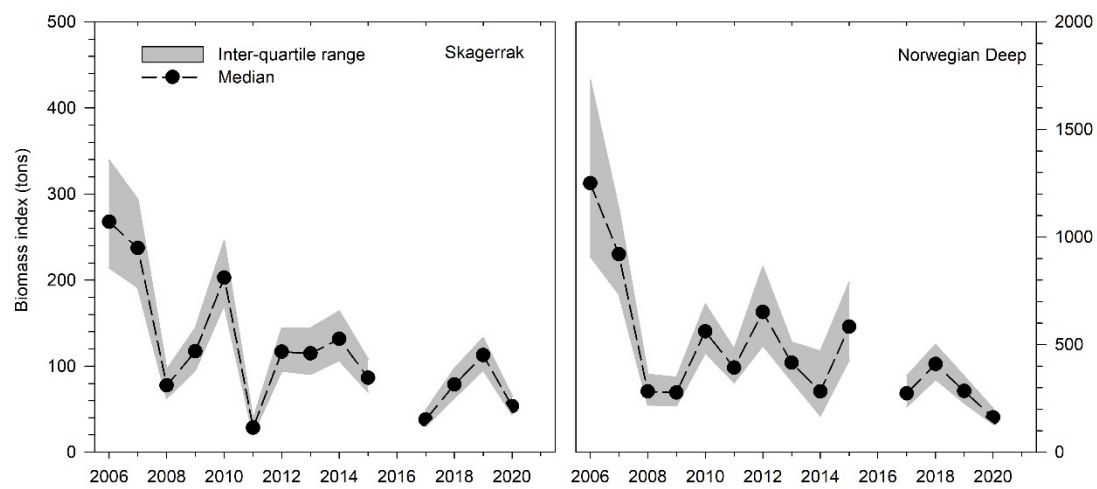 500
400
300
200
100
0
Biomass index (tons)
Inter-quartile range
Median
Skagerrak
2006 2008 2010 2012 2014 2016 2018 2020
Norwegian Deep
2000
1500
1000
500
0
2006 2008 2010 2012 2014 2016 2018 2020